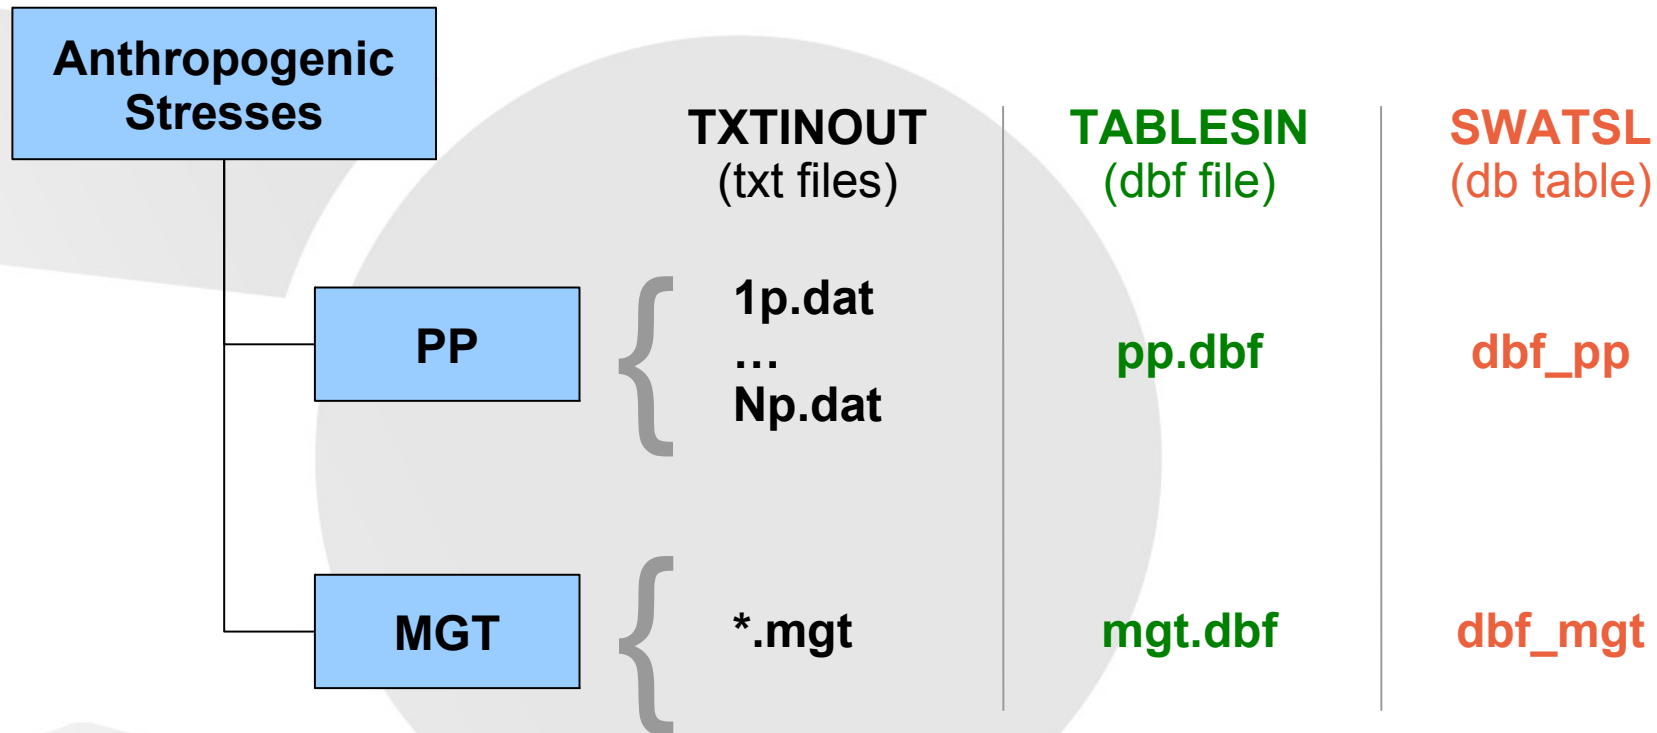 Anthropogenic
Stresses
TXTINOUT
(txt files)
TABLESIN
(dbf file)
SWATSL
(db table)
PP
{
1p.dat
…
Np.dat
pp.dbf
dbf_pp
MGT
{
*.mgt
mgt.dbf
dbf_mgt